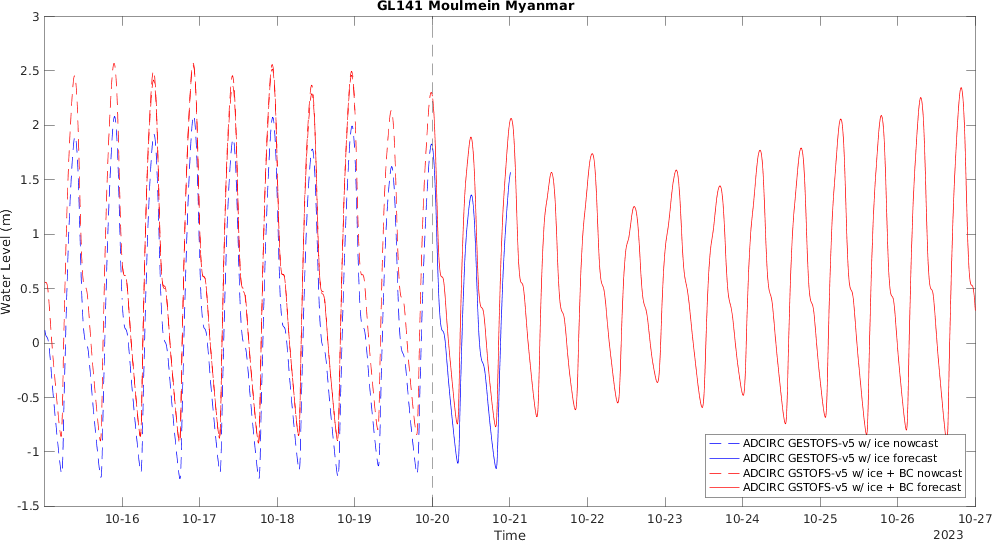 GL141 Moulmein Myanmar
3
2.5
2
1.5
1
0.5
0
-0.5
-1
-1.5
Water Level (m)
ADCIRC GESTOFS-v5 w/ ice nowcast
ADCIRC GESTOFS-v5 w/ ice forecast
ADCIRC GSTOFS-v5 w/ ice + BC nowcast
ADCIRC GSTOFS-v5 w/ ice + BC forecast
10-16 10-17 10-18 10-19 10-20 10-21 10-22 10-23 10-24 10-25 10-26 10-27
Time
2023